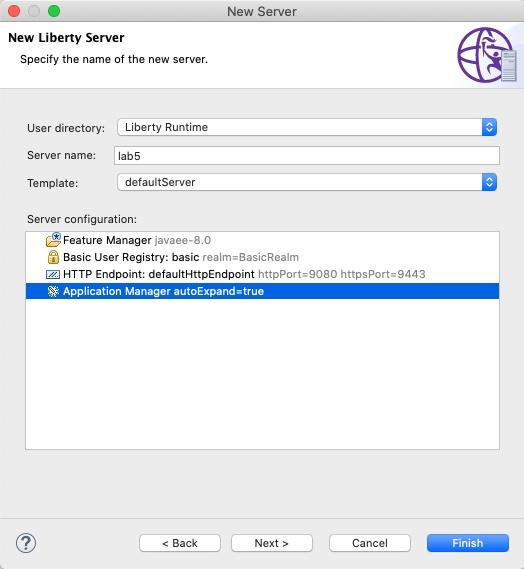 New Server
New Liberty Server
Specify the name of the new server.
User directory: Liberty Runtime
Server name: lab5
Template: defaultServer
Server configuration:
Feature Manager javaee-8.0
Basic User Registry: basic realm=BasicRealm
HTTP Endpoint: defaultHttpEndpoint httpPort=9080 httpsPort=9443
Application Manager autoExpand=true
? < Back Next > Cancel Finish